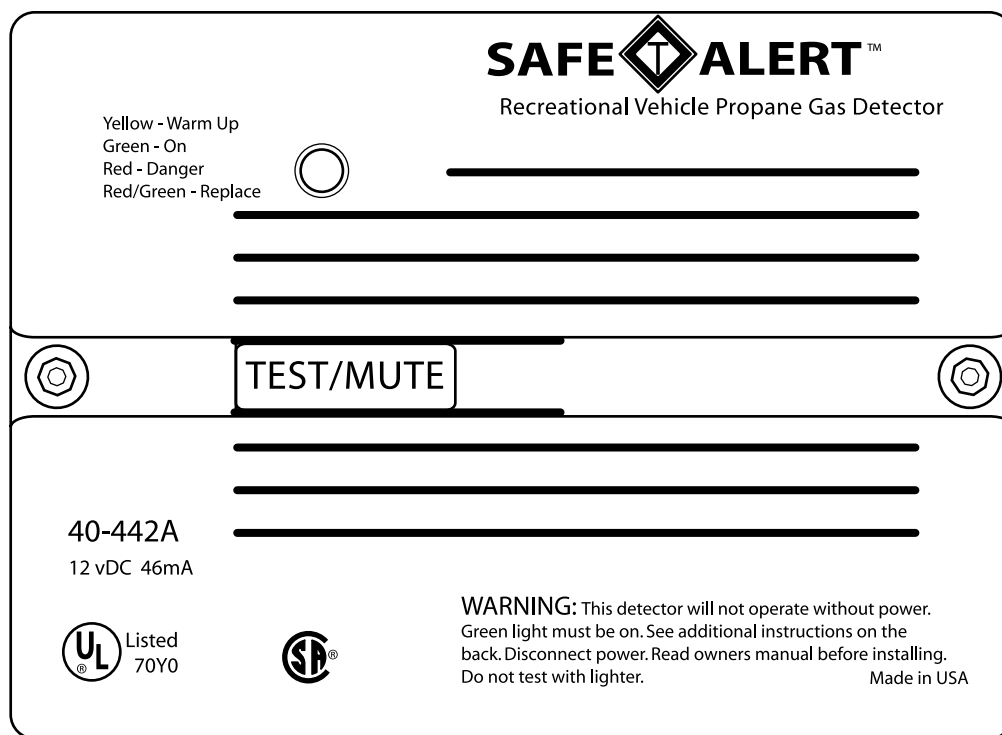 SAFE T ALERT™
Recreational Vehicle Propane Gas Detector
Yellow - Warm Up
Green - On
Red - Danger
Red/Green - Replace
TEST/MUTE
40-442A
12 vDC 46mA
UL® Listed
70Y0
SA®
WARNING: This detector will not operate without power.
Green light must be on. See additional instructions on the
back. Disconnect power. Read owners manual before installing.
Do not test with lighter.
Made in USA